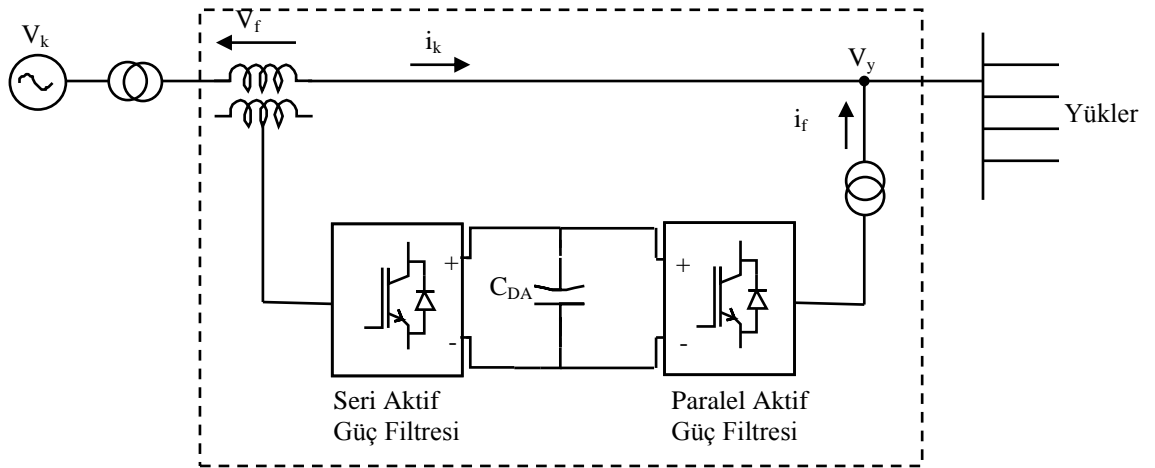 V_k
V_f
i_k
V_y
i_f
Yükler
+
-
C_DA
+
-
Seri Aktif
Güç Filtresi
Paralel Aktif
Güç Filtresi